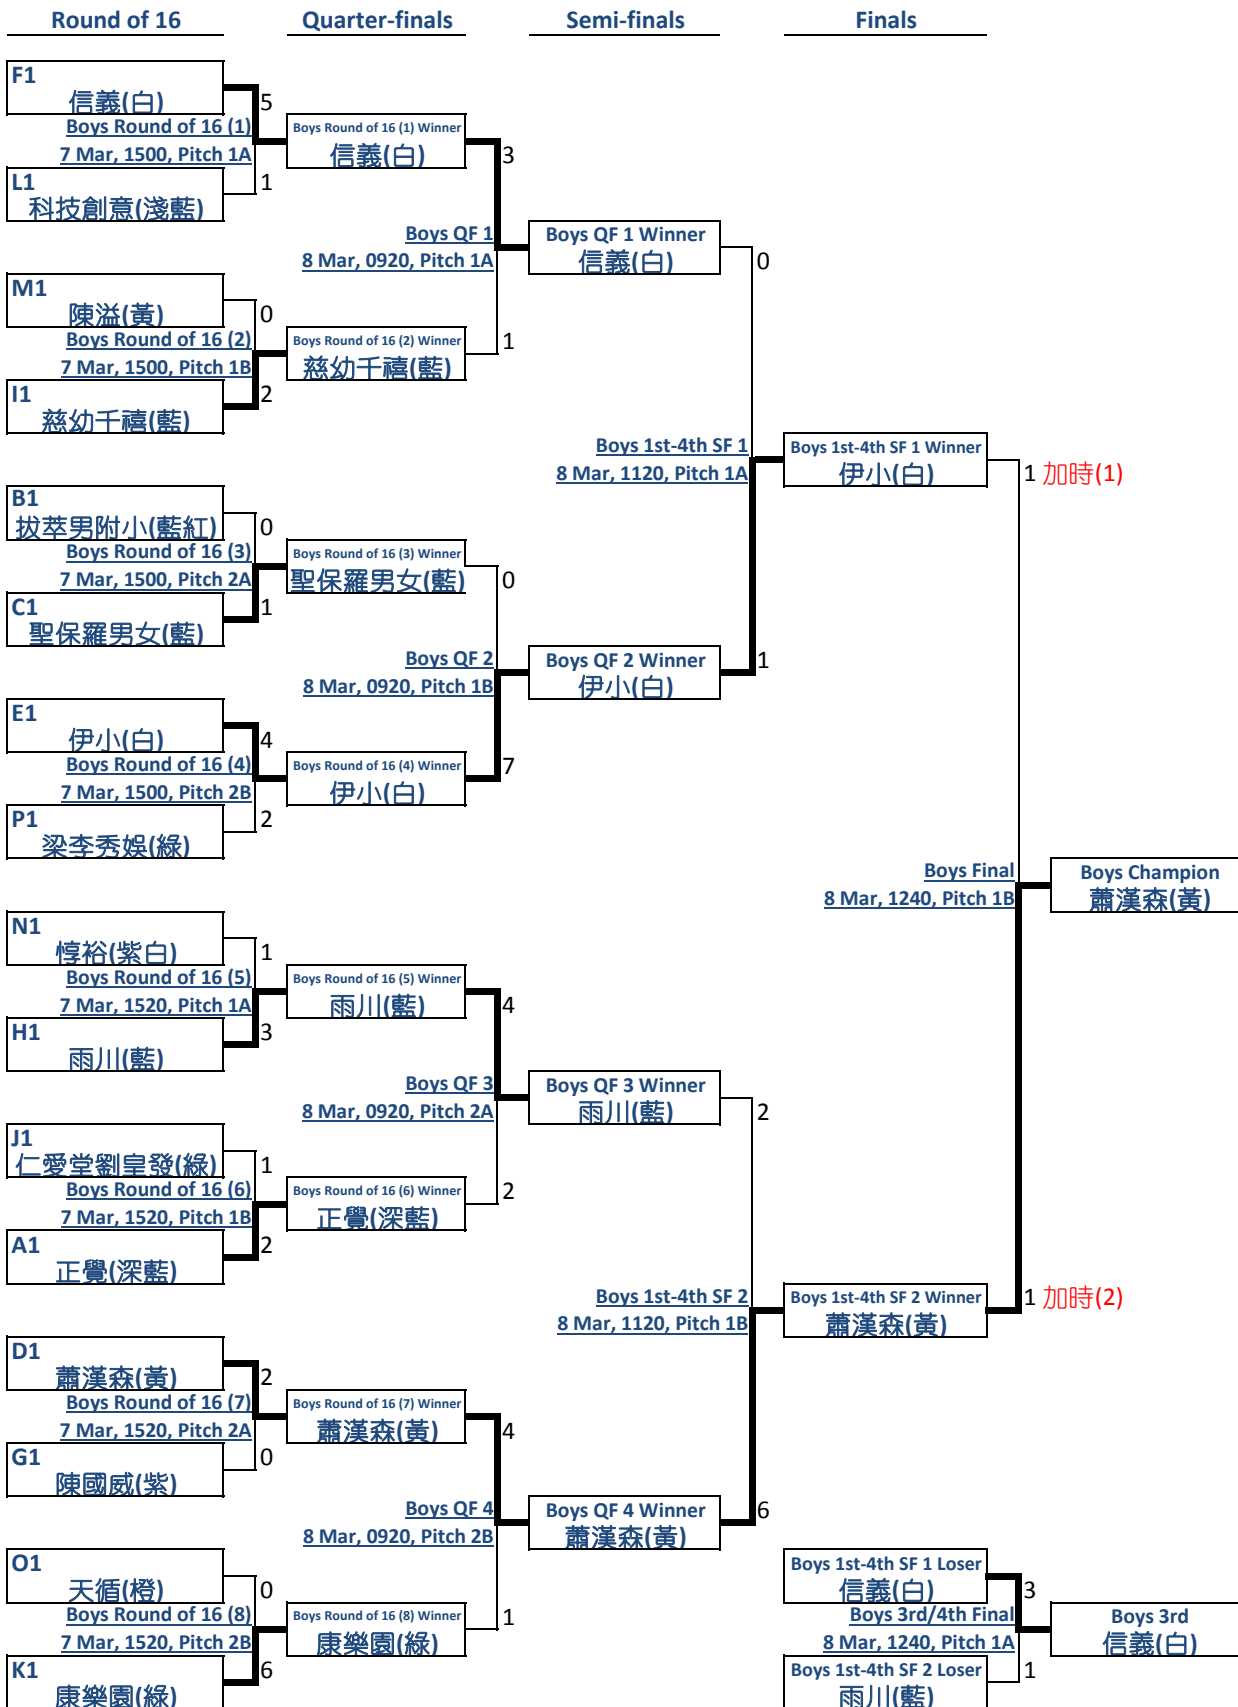 Round of 16
Quarter-finals
Semi-finals
Finals
F1
信義(白)
5
Boys Round of 16 (1)
7 Mar, 1500, Pitch 1A
L1
科技創意(淺藍)
1
Boys Round of 16 (1) Winner
信義(白)
3
Boys QF 1
8 Mar, 0920, Pitch 1A
Boys QF 1 Winner
信義(白)
0
M1
陳溢(黃)
0
Boys Round of 16 (2)
7 Mar, 1500, Pitch 1B
I1
慈幼千禧(藍)
2
Boys Round of 16 (2) Winner
慈幼千禧(藍)
1
Boys 1st-4th SF 1
8 Mar, 1120, Pitch 1A
Boys 1st-4th SF 1 Winner
伊小(白)
1 加時(1)
B1
拔萃男附小(藍紅)
0
Boys Round of 16 (3)
7 Mar, 1500, Pitch 2A
C1
聖保羅男女(藍)
1
Boys Round of 16 (3) Winner
聖保羅男女(藍)
0
Boys QF 2
8 Mar, 0920, Pitch 1B
Boys QF 2 Winner
伊小(白)
1
E1
伊小(白)
4
Boys Round of 16 (4)
7 Mar, 1500, Pitch 2B
P1
梁李秀娛(綠)
2
Boys Round of 16 (4) Winner
伊小(白)
7
Boys Final
8 Mar, 1240, Pitch 1B
Boys Champion
蕭漢森(黃)
N1
惇裕(紫白)
1
Boys Round of 16 (5)
7 Mar, 1520, Pitch 1A
H1
雨川(藍)
3
Boys Round of 16 (5) Winner
雨川(藍)
4
Boys QF 3
8 Mar, 0920, Pitch 2A
Boys QF 3 Winner
雨川(藍)
2
J1
仁愛堂劉皇發(綠)
1
Boys Round of 16 (6)
7 Mar, 1520, Pitch 1B
A1
正覺(深藍)
2
Boys Round of 16 (6) Winner
正覺(深藍)
2
Boys 1st-4th SF 2
8 Mar, 1120, Pitch 1B
Boys 1st-4th SF 2 Winner
蕭漢森(黃)
1 加時(2)
D1
蕭漢森(黃)
2
Boys Round of 16 (7)
7 Mar, 1520, Pitch 2A
G1
陳國威(紫)
0
Boys Round of 16 (7) Winner
蕭漢森(黃)
4
Boys QF 4
8 Mar, 0920, Pitch 2B
Boys QF 4 Winner
蕭漢森(黃)
6
O1
天循(橙)
0
Boys Round of 16 (8)
7 Mar, 1520, Pitch 2B
K1
康樂園(綠)
6
Boys Round of 16 (8) Winner
康樂園(綠)
1
Boys 1st-4th SF 1 Loser
信義(白)
3
Boys 3rd/4th Final
8 Mar, 1240, Pitch 1A
Boys 1st-4th SF 2 Loser
雨川(藍)
1
Boys 3rd
信義(白)